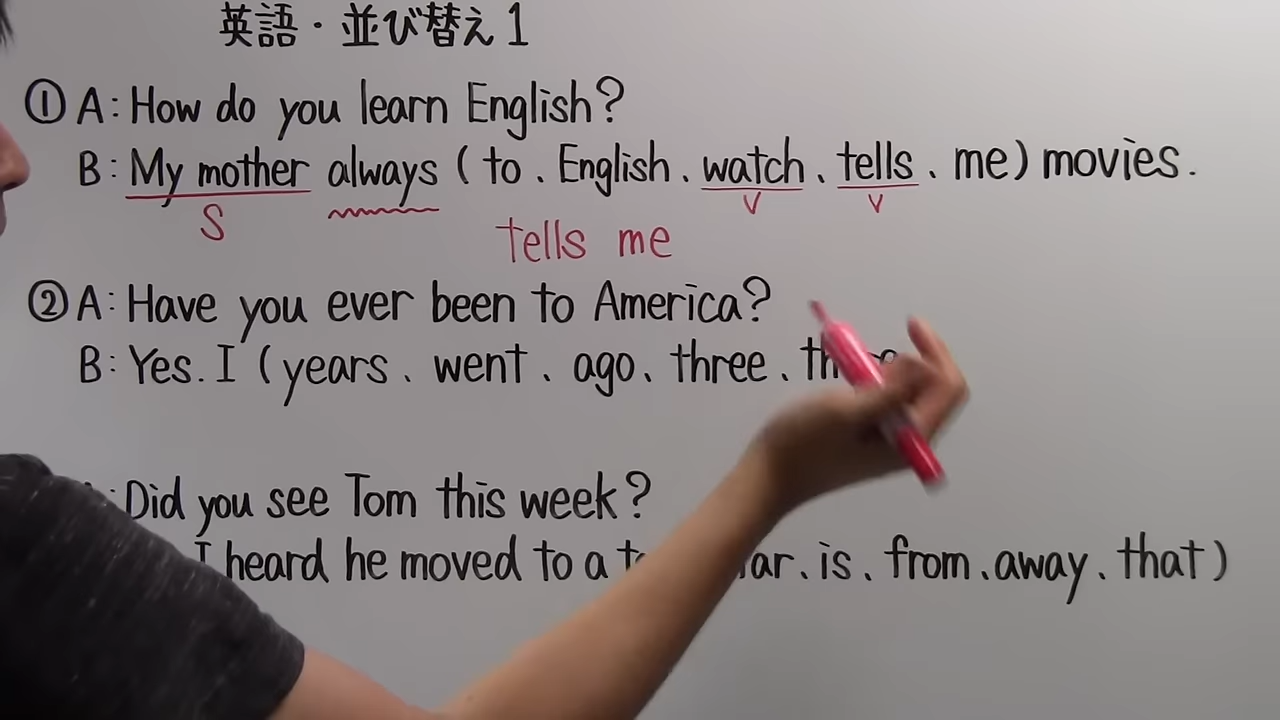 英語・並び替え1
① A: How do you learn English?
B: My mother always (to . English . watch . tells . me) movies.
S v v
tells me
② A: Have you ever been to America?
B: Yes. I (years . went . ago . three .
: Did you see Tom this week?
I heard he moved to a . is . from . away . that)